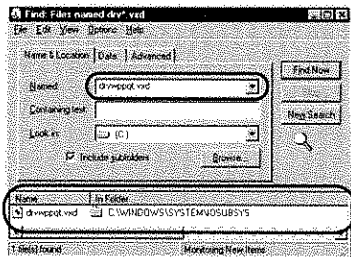 Find: Files named drv*.vxd
File Edit View Options Help
Name & Location Date Advanced
Named: drvwppqt.vxd
Containing text:
Look in: (C:)
Include subfolders Browse...
Find Now
New Search
Name In Folder
drvwppqt.vxd C:\WINDOWS\SYSTEM\IOSUBSYS
1 file(s) found Monitoring New Items